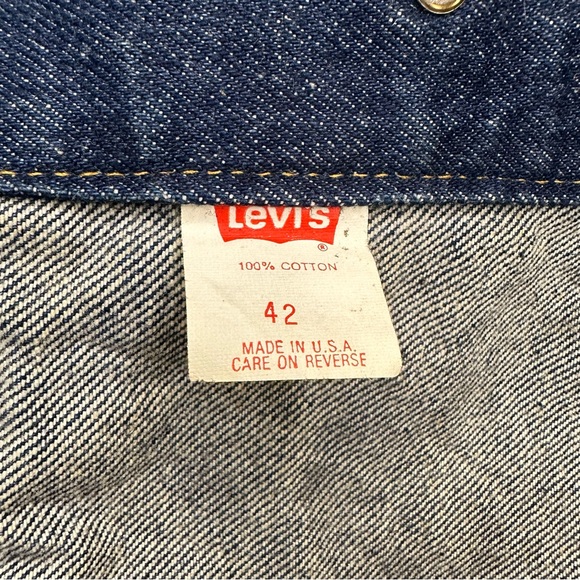 Levi's
®
100% COTTON
42
MADE IN U.S.A.
CARE ON REVERSE